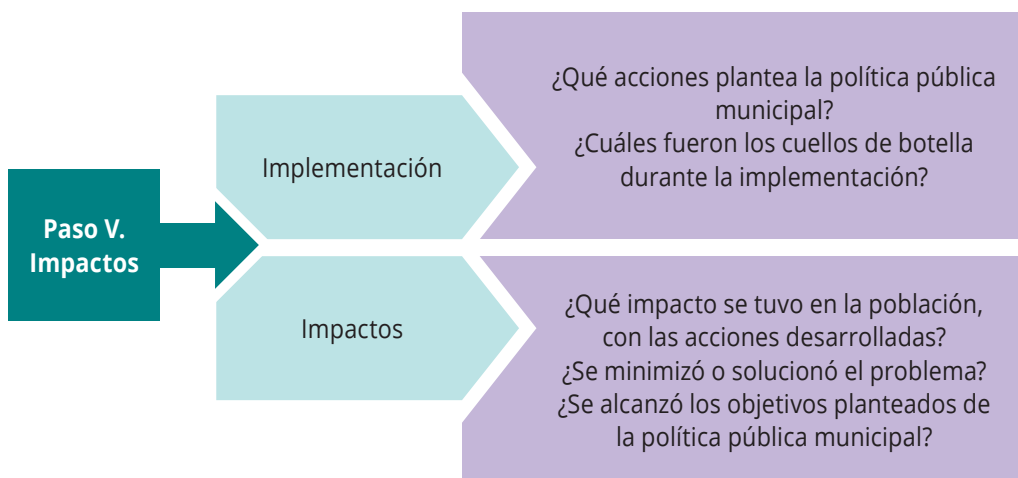 Paso V.
Impactos
Implementación
¿Qué acciones plantea la política pública
municipal?
¿Cuáles fueron los cuellos de botella
durante la implementación?
Impactos
¿Qué impacto se tuvo en la población,
con las acciones desarrolladas?
¿Se minimizó o solucionó el problema?
¿Se alcanzó los objetivos planteados de
la política pública municipal?